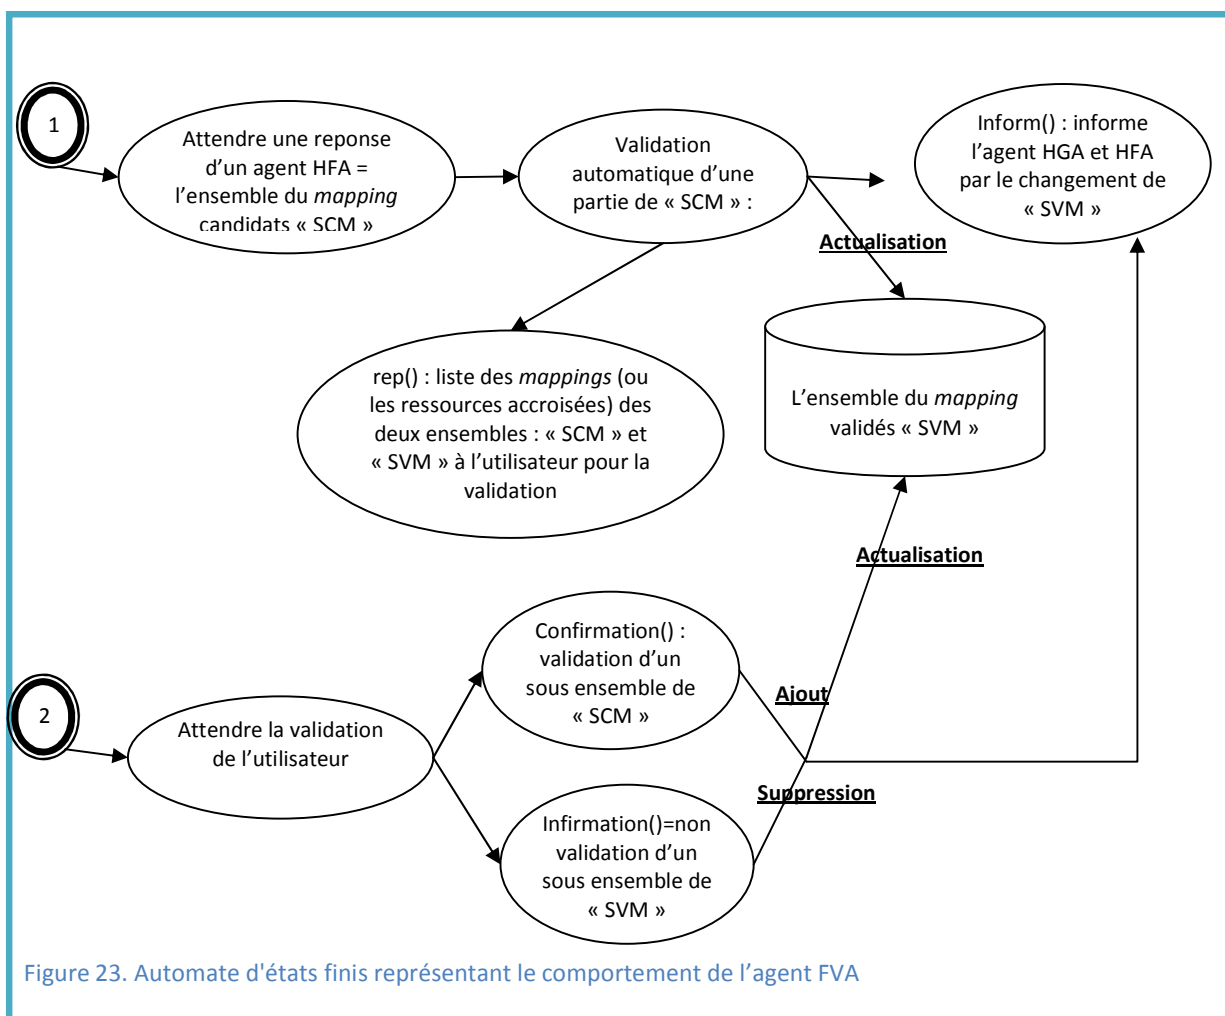 1
Attendre une reponse
d’un agent HFA =
l’ensemble du mapping
candidats « SCM »
Validation
automatique d’une
partie de « SCM » :
Inform() : informe
l’agent HGA et HFA
par le changement de
« SVM »
Actualisation
rep() : liste des mappings (ou
les ressources accroisées) des
deux ensembles : « SCM » et
« SVM » à l’utilisateur pour la
validation
L’ensemble du mapping
validés « SVM »
Actualisation
2
Attendre la validation
de l’utilisateur
Confirmation() :
validation d’un
sous ensemble de
« SCM »
Ajout
Suppression
Infirmation()=non
validation d’un
sous ensemble de
« SVM »
Figure 23. Automate d'états finis représentant le comportement de l’agent FVA